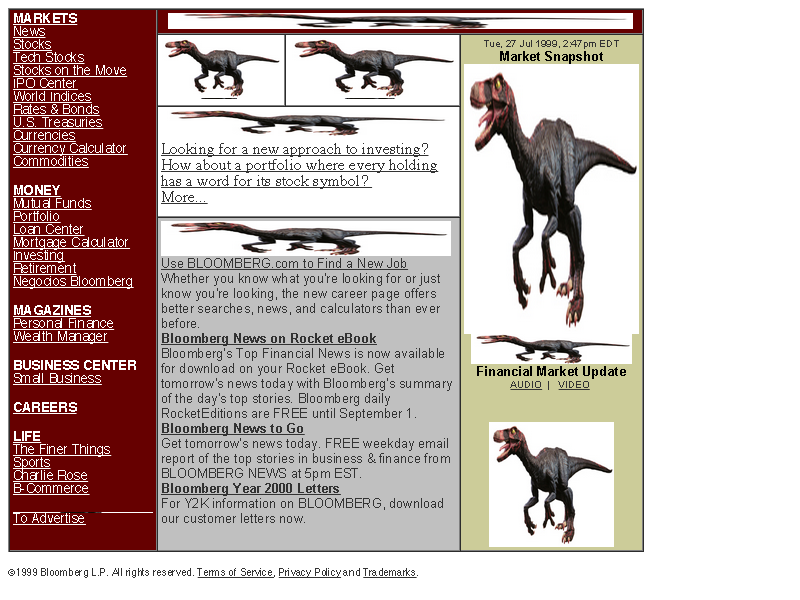 MARKETS
News
Stocks
Tech Stocks
Stocks on the Move
IPO Center
World Indices
Rates & Bonds
U.S. Treasuries
Currencies
Currency Calculator
Commodities
MONEY
Mutual Funds
Portfolio
Loan Center
Mortgage Calculator
Investing
Retirement
Negocios Bloomberg
MAGAZINES
Personal Finance
Wealth Manager
BUSINESS CENTER
Small Business
CAREERS
LIFE
The Finer Things
Sports
Charlie Rose
B-Commerce
To Advertise
Looking for a new approach to investing?
How about a portfolio where every holding
has a word for its stock symbol?
More...
Use BLOOMBERG.com to Find a New Job
Whether you know what you're looking for or just
know you're looking, the new career page offers
better searches, news, and calculators than ever
before.
Bloomberg News on Rocket eBook
Bloomberg's Top Financial News is now available
for download on your Rocket eBook. Get
tomorrow's news today with Bloomberg's summary
of the day's top stories. Bloomberg daily
RocketEditions are FREE until September 1.
Bloomberg News to Go
Get tomorrow's news today. FREE weekday email
report of the top stories in business & finance from
BLOOMBERG NEWS at 5pm EST.
Bloomberg Year 2000 Letters
For Y2K information on BLOOMBERG, download
our customer letters now.
Tue, 27 Jul 1999, 2:47pm EDT
Market Snapshot
Financial Market Update
AUDIO | VIDEO
©1999 Bloomberg L.P. All rights reserved. Terms of Service, Privacy Policy and Trademarks.